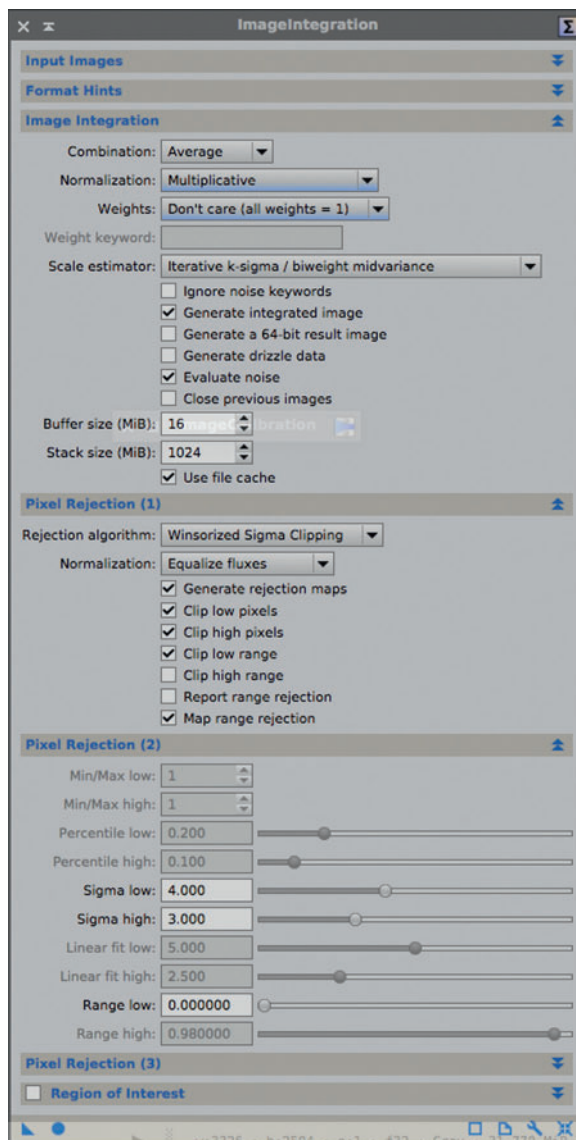 ImageIntegration
Σ
Input Images
Format Hints
Image Integration
Combination: Average
Normalization: Multiplicative
Weights: Don't care (all weights = 1)
Weight keyword:
Scale estimator: Iterative k-sigma / biweight midvariance
Ignore noise keywords
Generate integrated image
Generate a 64-bit result image
Generate drizzle data
Evaluate noise
Close previous images
Buffer size (MiB): 16
Stack size (MiB): 1024
Use file cache
Pixel Rejection (1)
Rejection algorithm: Winsorized Sigma Clipping
Normalization: Equalize fluxes
Generate rejection maps
Clip low pixels
Clip high pixels
Clip low range
Clip high range
Report range rejection
Map range rejection
Pixel Rejection (2)
Min/Max low: 1
Min/Max high: 1
Percentile low: 0.200
Percentile high: 0.100
Sigma low: 4.000
Sigma high: 3.000
Linear fit low: 5.000
Linear fit high: 2.500
Range low: 0.000000
Range high: 0.980000
Pixel Rejection (3)
Region of Interest